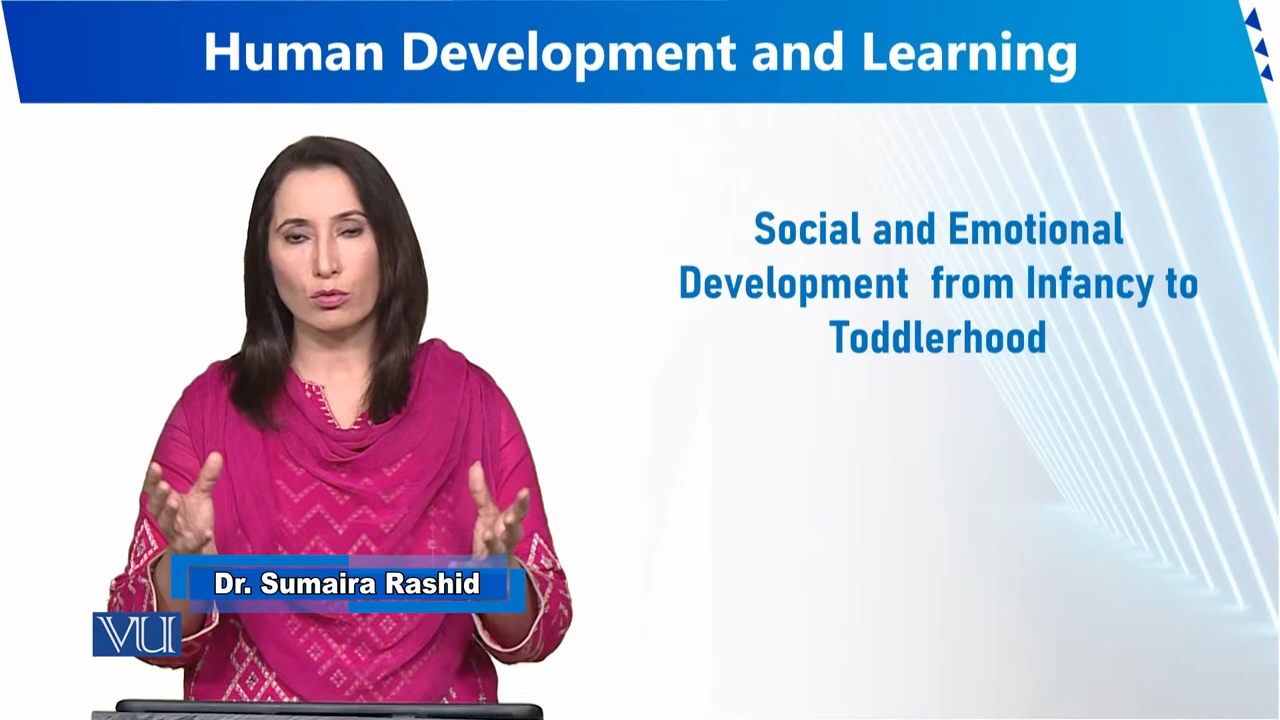 Human Development and Learning
Social and Emotional
Development from Infancy to
Toddlerhood
Dr. Sumaira Rashid
VU